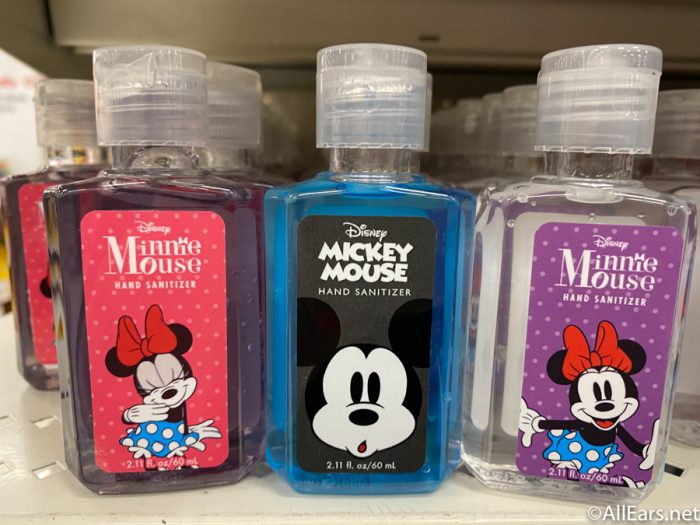 Disney
Minnie
Mouse
HAND SANITIZER
2.11 fl. oz/60 mL
Disney
MICKEY
MOUSE
HAND SANITIZER
2.11 fl. oz/60 mL
Disney
Minnie
Mouse
HAND SANITIZER
2.11 fl. oz/60 mL
©AllEars.net